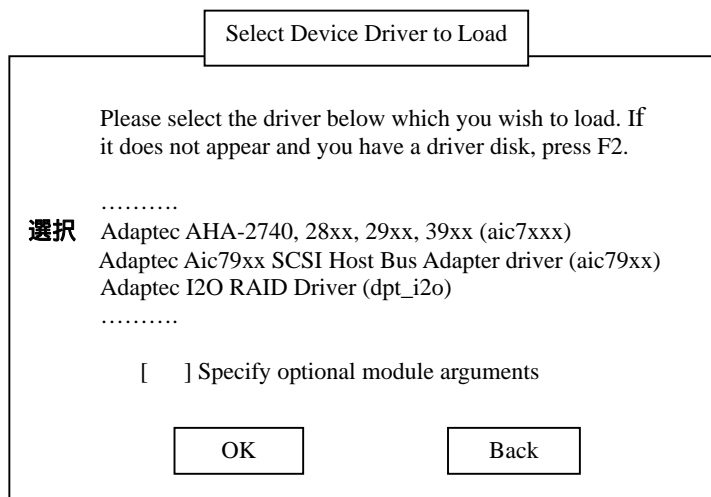 Select Device Driver to Load
Please select the driver below which you wish to load. If
it does not appear and you have a driver disk, press F2.
……….
選択 Adaptec AHA-2740, 28xx, 29xx, 39xx (aic7xxx)
Adaptec Aic79xx SCSI Host Bus Adapter driver (aic79xx)
Adaptec I2O RAID Driver (dpt_i2o)
……….
[ ] Specify optional module arguments
OK Back